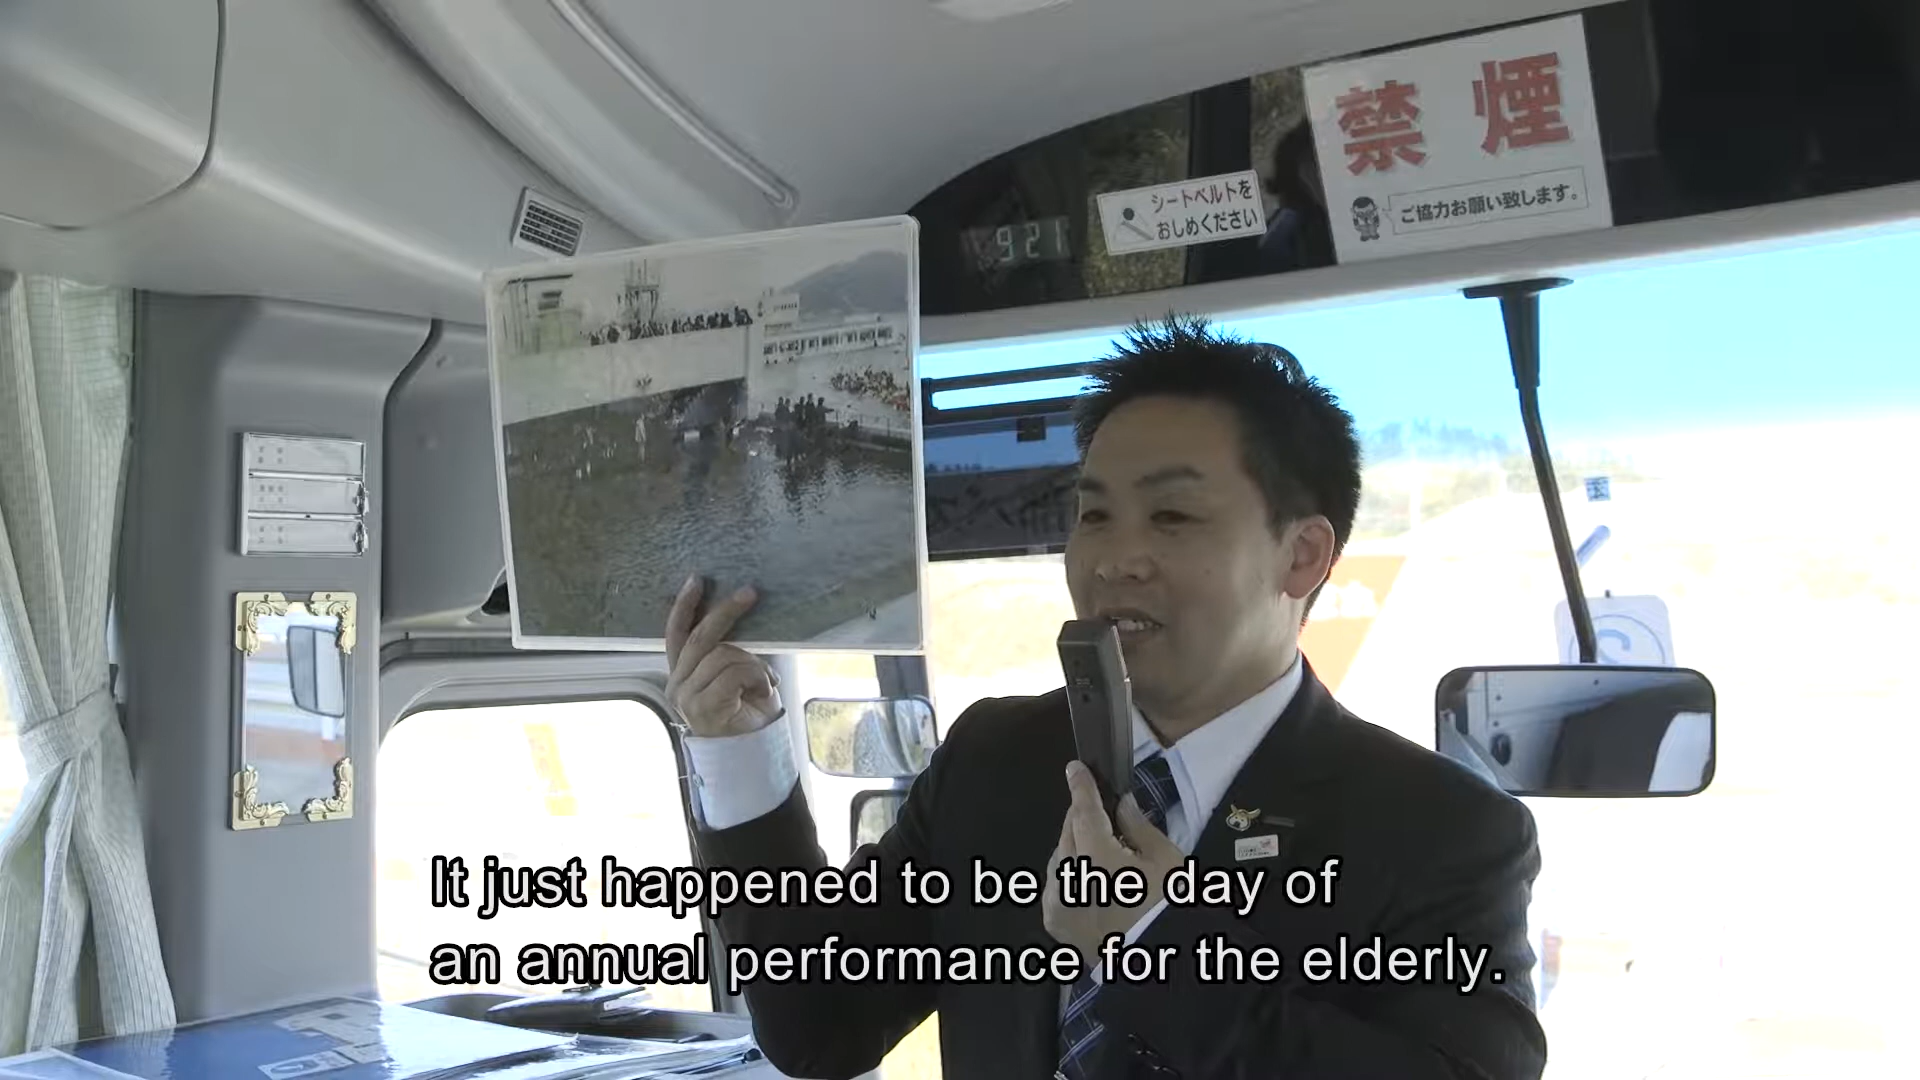 禁煙
ご協力お願い致します。
シートベルトを
おしめください
9 21
It just happened to be the day of
an annual performance for the elderly.